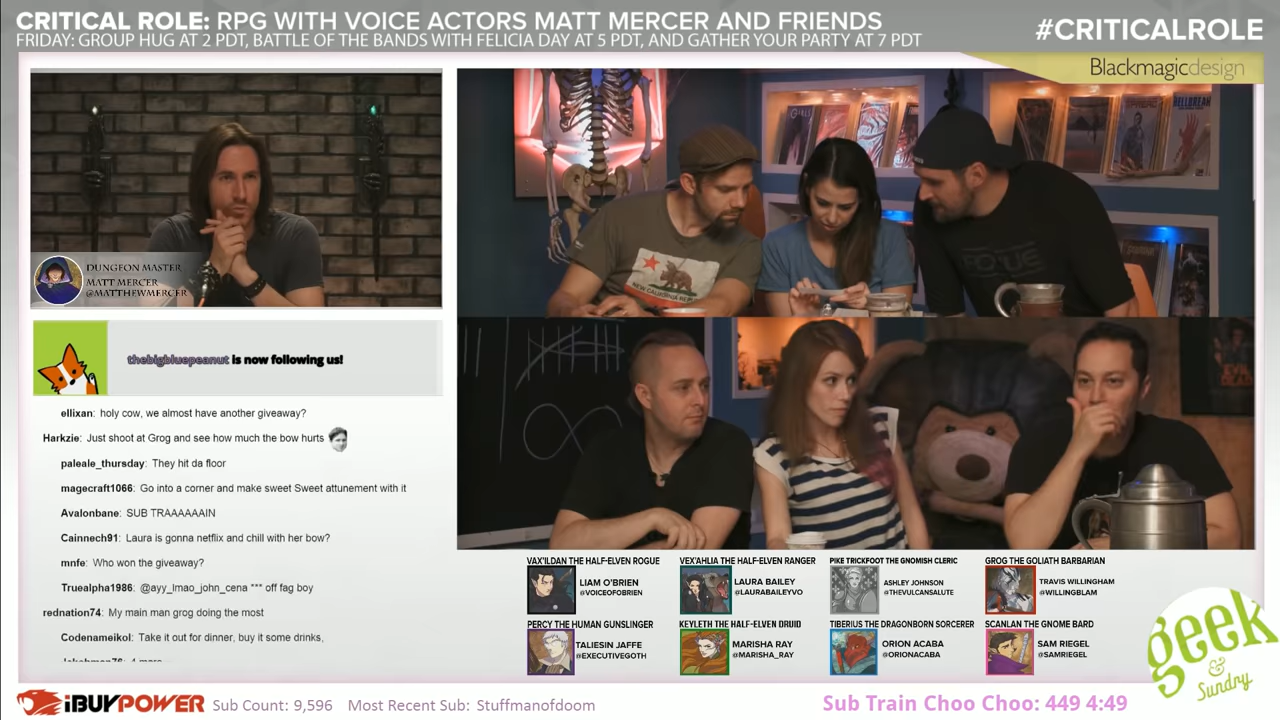 CRITICAL ROLE: RPG WITH VOICE ACTORS MATT MERCER AND FRIENDS
FRIDAY: GROUP HUG AT 2 PDT, BATTLE OF THE BANDS WITH FELICIA DAY AT 5 PDT, AND GATHER YOUR PARTY AT 7 PDT
#CRITICALROLE
Blackmagicdesign
HELLBREAK
NEW CALIFORNIA REPU
DUNGEON MASTER
MATT MERCER
@MATTHEWMERCER
thebigbluepeanut is now following us!
ellixan: holy cow, we almost have another giveaway?
Harkzie: Just shoot at Grog and see how much the bow hurts
paleale_thursday: They hit da floor
magecraft1066: Go into a corner and make sweet Sweet attunement with it
Avalonbane: SUB TRAAAAAAIN
Cainnech91: Laura is gonna netflix and chill with her bow?
mnfe: Who won the giveaway?
Truealpha1986: @ayy_lmao_john_cena *** off fag boy
rednation74: My main man grog doing the most
Codenameikol: Take it out for dinner, buy it some drinks,
EVIL DEAD
VAX'ILDAN THE HALF-ELVEN ROGUE
LIAM O'BRIEN
@VOICEOFOBRIEN
VEX'AHLIA THE HALF-ELVEN RANGER
LAURA BAILEY
@LAURABAILEYVO
PIKE TRICKFOOT THE GNOMISH CLERIC
ASHLEY JOHNSON
@THEVULCANSALUTE
GROG THE GOLIATH BARBARIAN
TRAVIS WILLINGHAM
@WILLINGBLAM
PERCY THE HUMAN GUNSLINGER
TALIESIN JAFFE
@EXECUTIVEGOTH
KEYLETH THE HALF-ELVEN DRUID
MARISHA RAY
@MARISHA_RAY
TIBERIUS THE DRAGONBORN SORCERER
ORION ACABA
@ORIONACABA
SCANLAN THE GNOME BARD
SAM RIEGEL
@SAMRIEGEL
geek & Sundry
iBUYPOWER
Sub Count: 9,596
Most Recent Sub: Stuffmanofdoom
Sub Train Choo Choo: 449 4:49